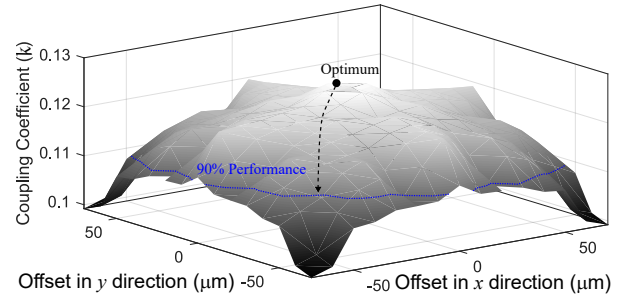 0.13
0.12
0.11
0.1
Coupling Coefficient (k)
Optimum
90% Performance
50
0
-50
-50
0
50
Offset in y direction (μm)
Offset in x direction (μm)